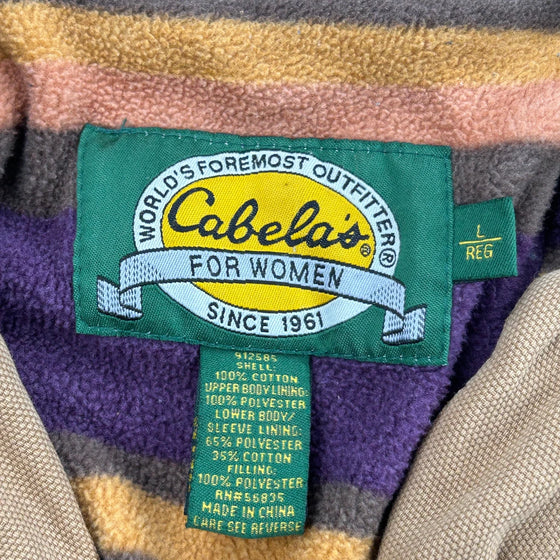 WORLD'S FOREMOST OUTFITTER®
Cabela's®
FOR WOMEN
SINCE 1961
L
REG
912585
SHELL:
100% COTTON
UPPER BODY LINING:
100% POLYESTER
LOWER BODY/
SLEEVE LINING:
65% POLYESTER
35% COTTON
FILLING:
100% POLYESTER
RN#56835
MADE IN CHINA
CARE SEE REVERSE